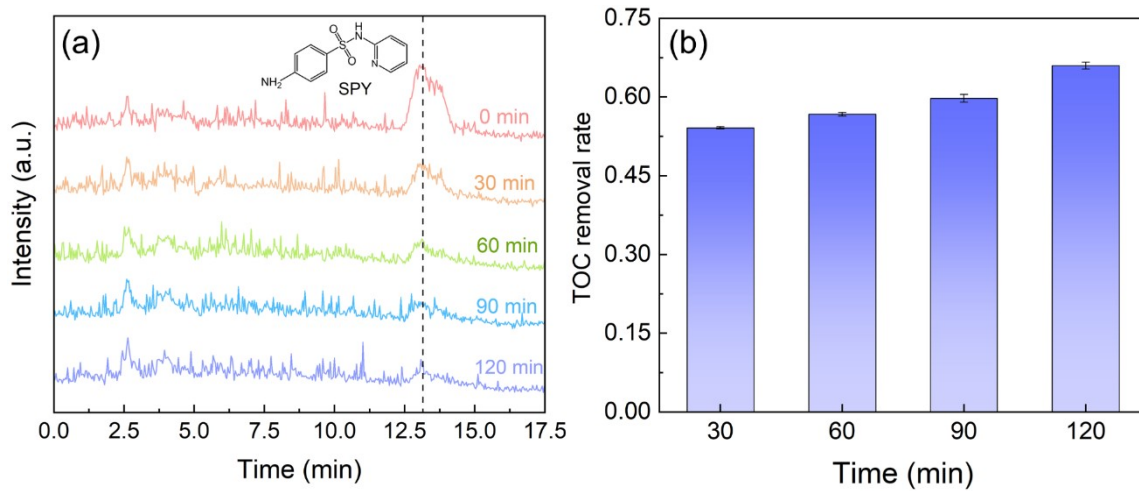 (a)
H
O
S
N
O
N
NH₂
SPY
0 min
30 min
60 min
90 min
120 min
Intensity (a.u.)
0.0 2.5 5.0 7.5 10.0 12.5 15.0 17.5
Time (min)
(b)
TOC removal rate
0.75
0.60
0.45
0.30
0.15
0.00
30 60 90 120
Time (min)